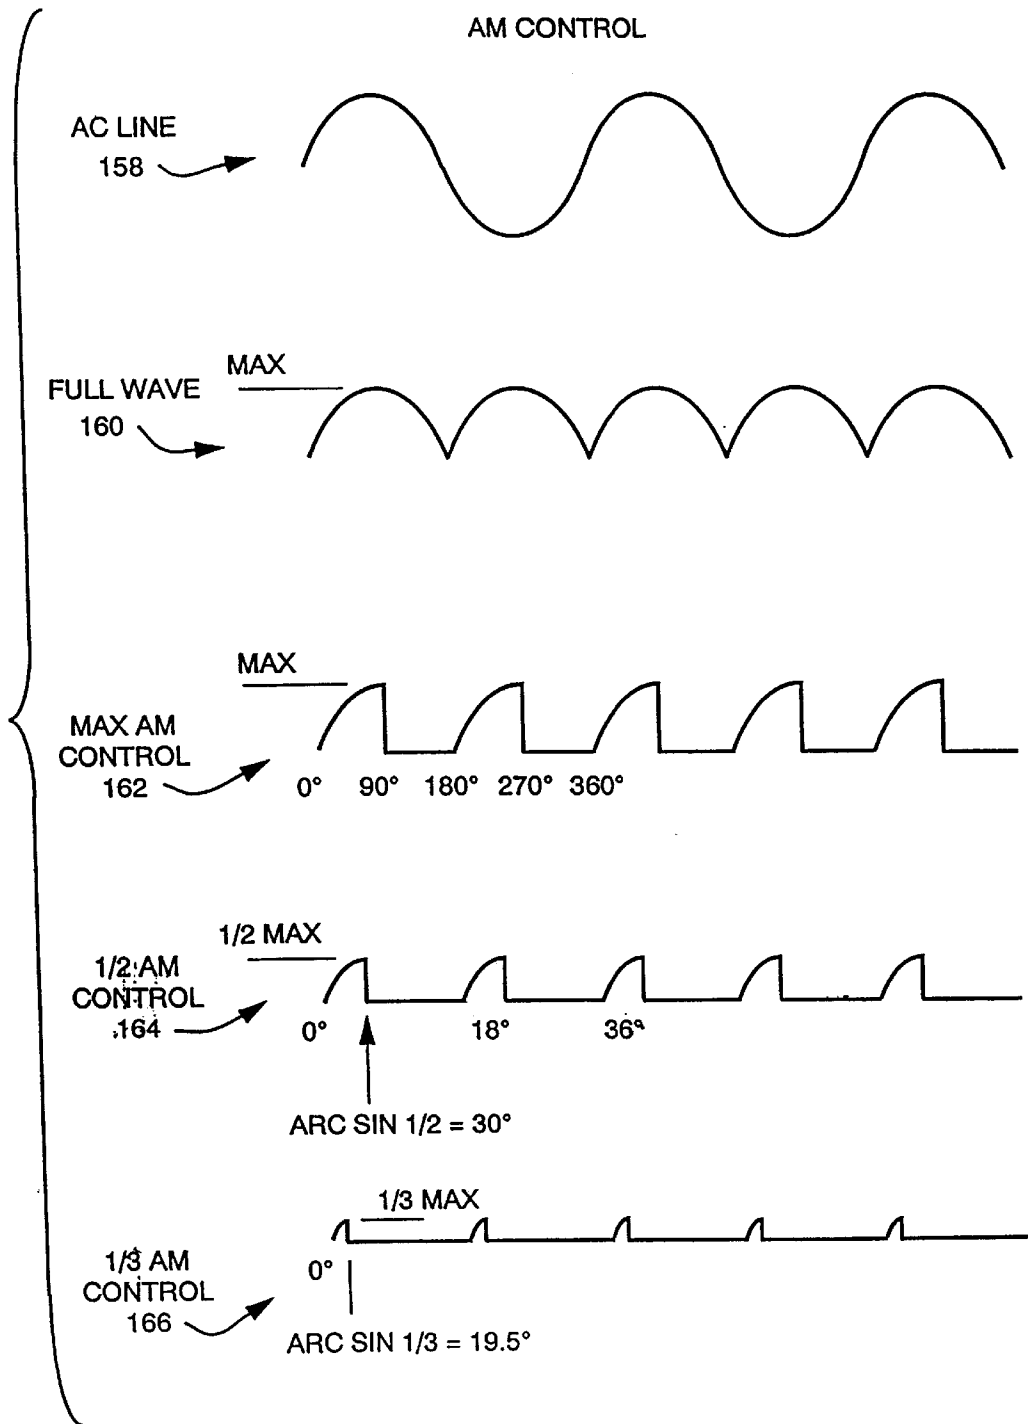 AM CONTROL
AC LINE
158
MAX
FULL WAVE
160
MAX
MAX AM
CONTROL
162
0° 90° 180° 270° 360°
1/2 MAX
1/2 AM
CONTROL
164
0° 18° 36°
ARC SIN 1/2 = 30°
1/3 MAX
1/3 AM
CONTROL
166
0°
ARC SIN 1/3 = 19.5°